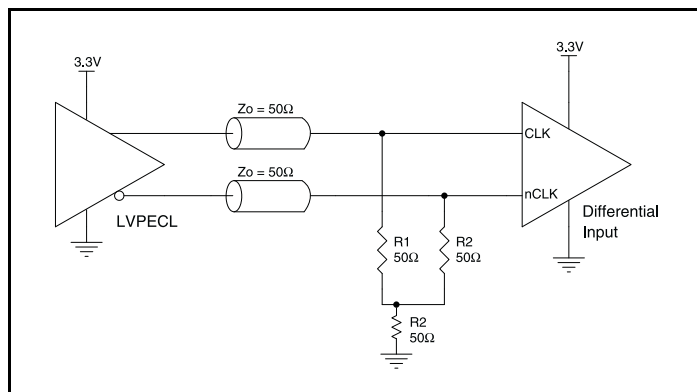 3.3V
3.3V
Zo = 50Ω
CLK
Zo = 50Ω
nCLK
LVPECL
Differential
Input
R1
50Ω
R2
50Ω
R2
50Ω